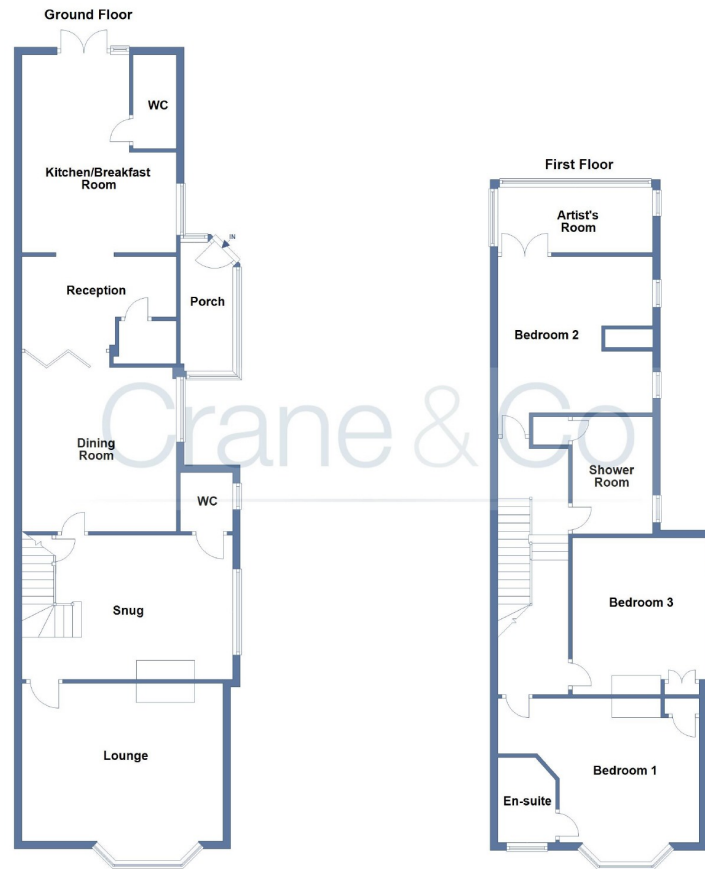 Ground Floor
WC
Kitchen/Breakfast
Room
IN
Reception
Porch
Dining
Room
WC
Snug
Lounge
First Floor
Artist's
Room
Bedroom 2
Shower
Room
Bedroom 3
Bedroom 1
En-suite
Crane & Co